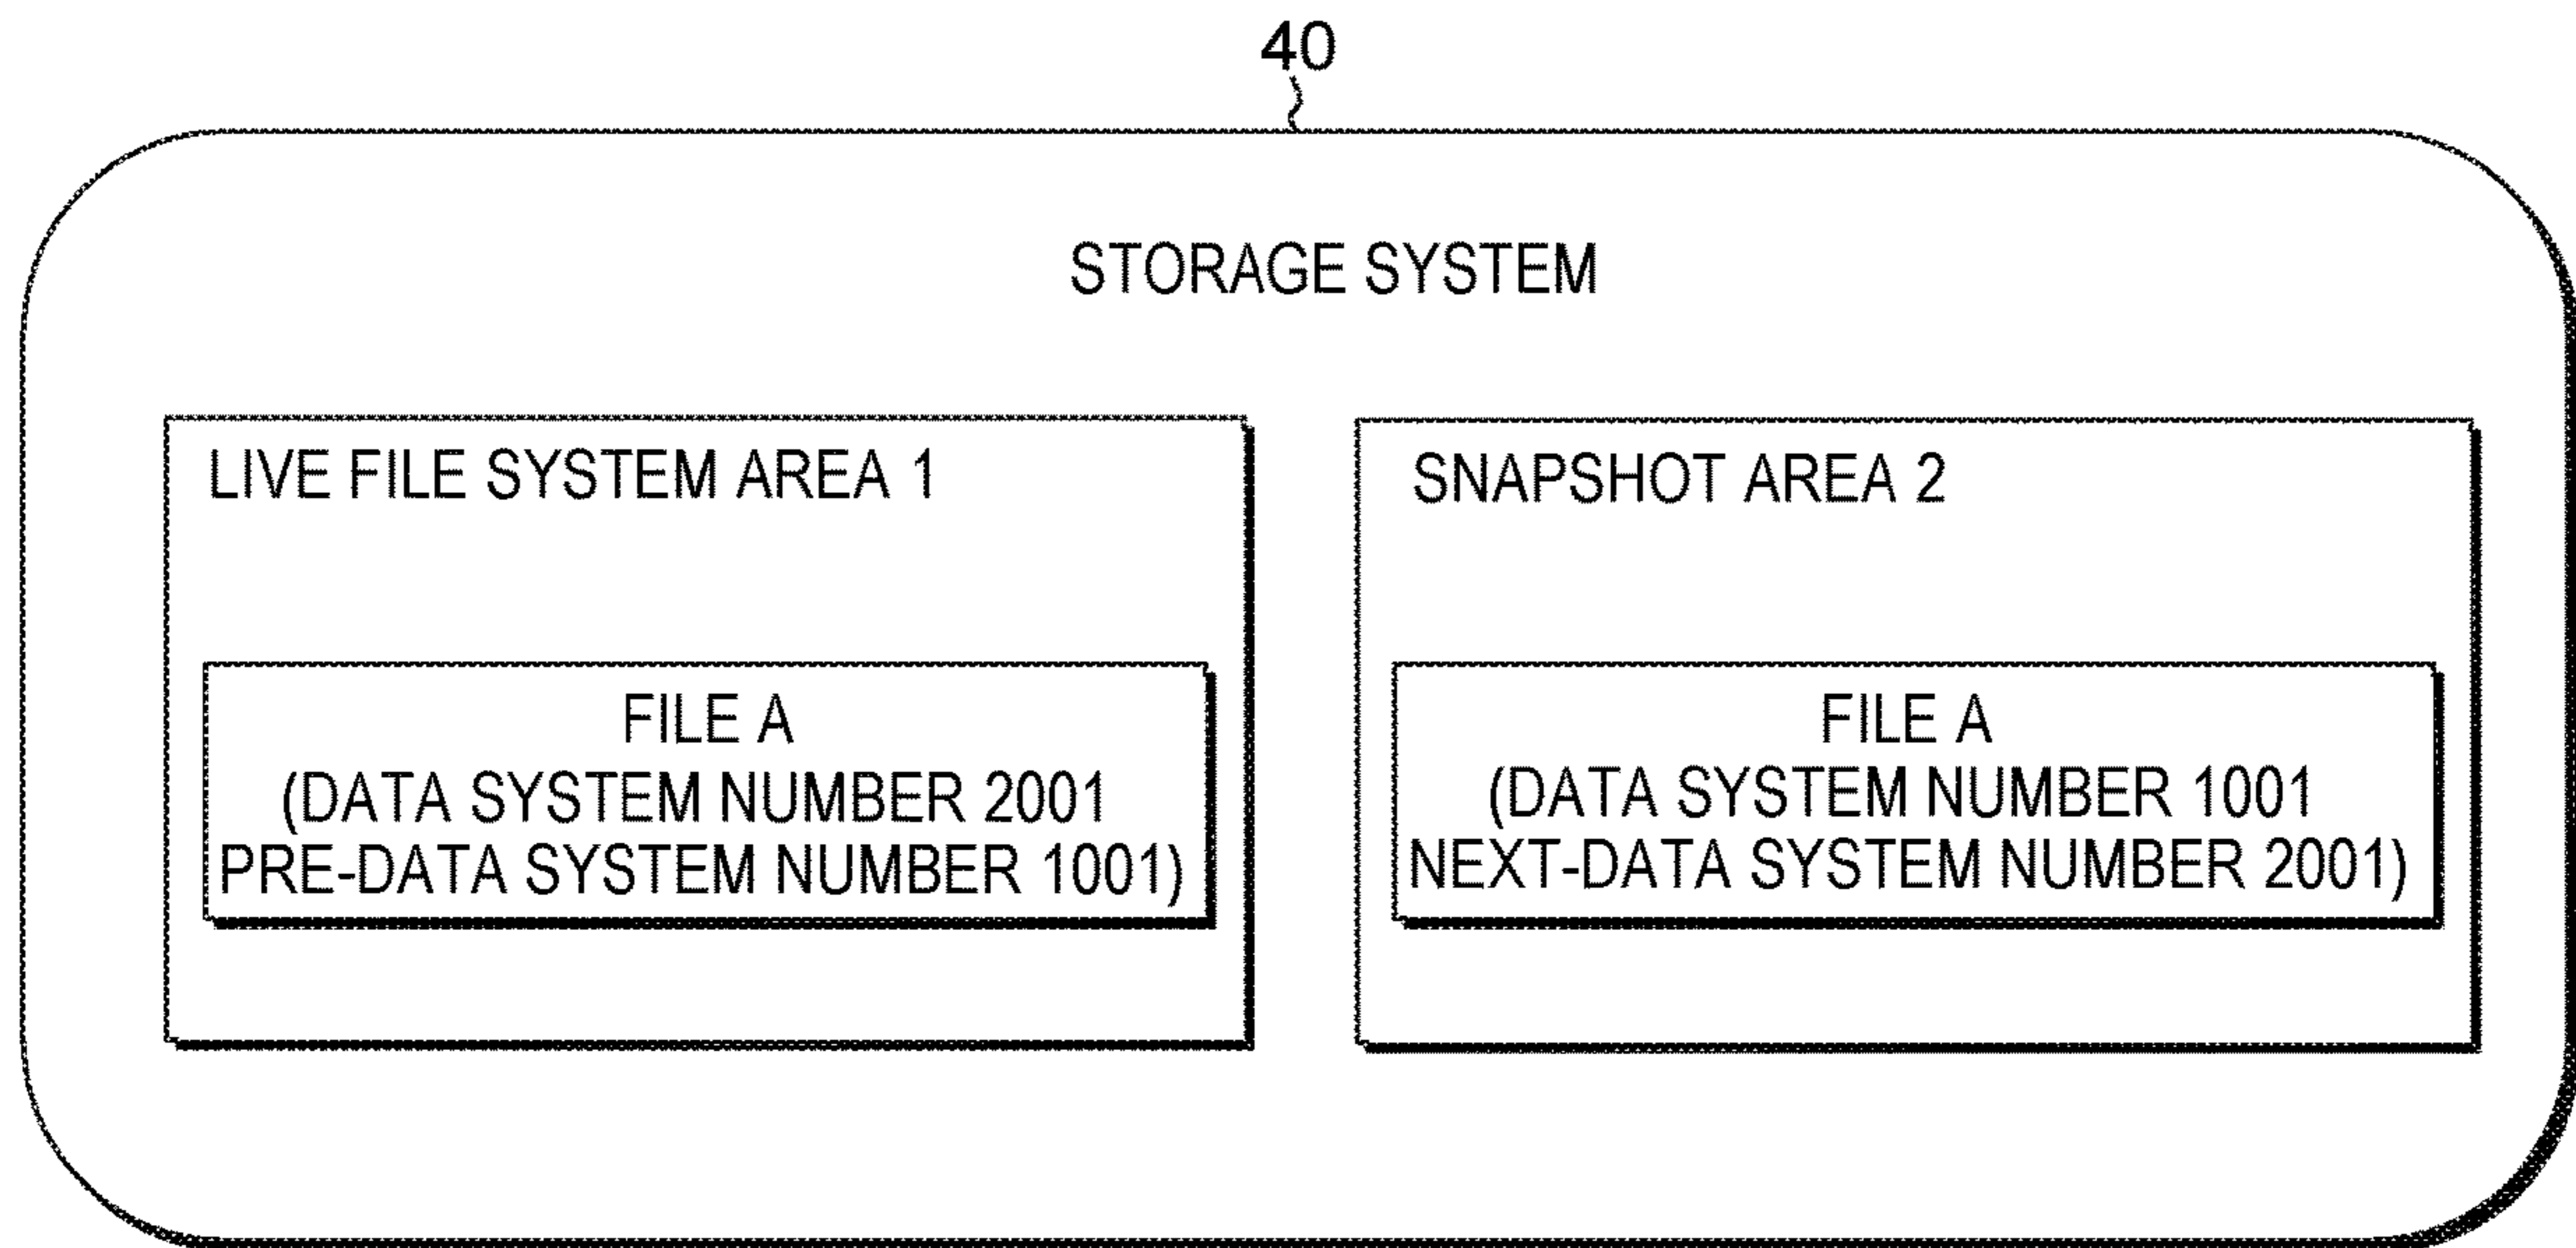 40
STORAGE SYSTEM
LIVE FILE SYSTEM AREA 1
FILE A
(DATA SYSTEM NUMBER 2001
PRE-DATA SYSTEM NUMBER 1001)
SNAPSHOT AREA 2
FILE A
(DATA SYSTEM NUMBER 1001
NEXT-DATA SYSTEM NUMBER 2001)